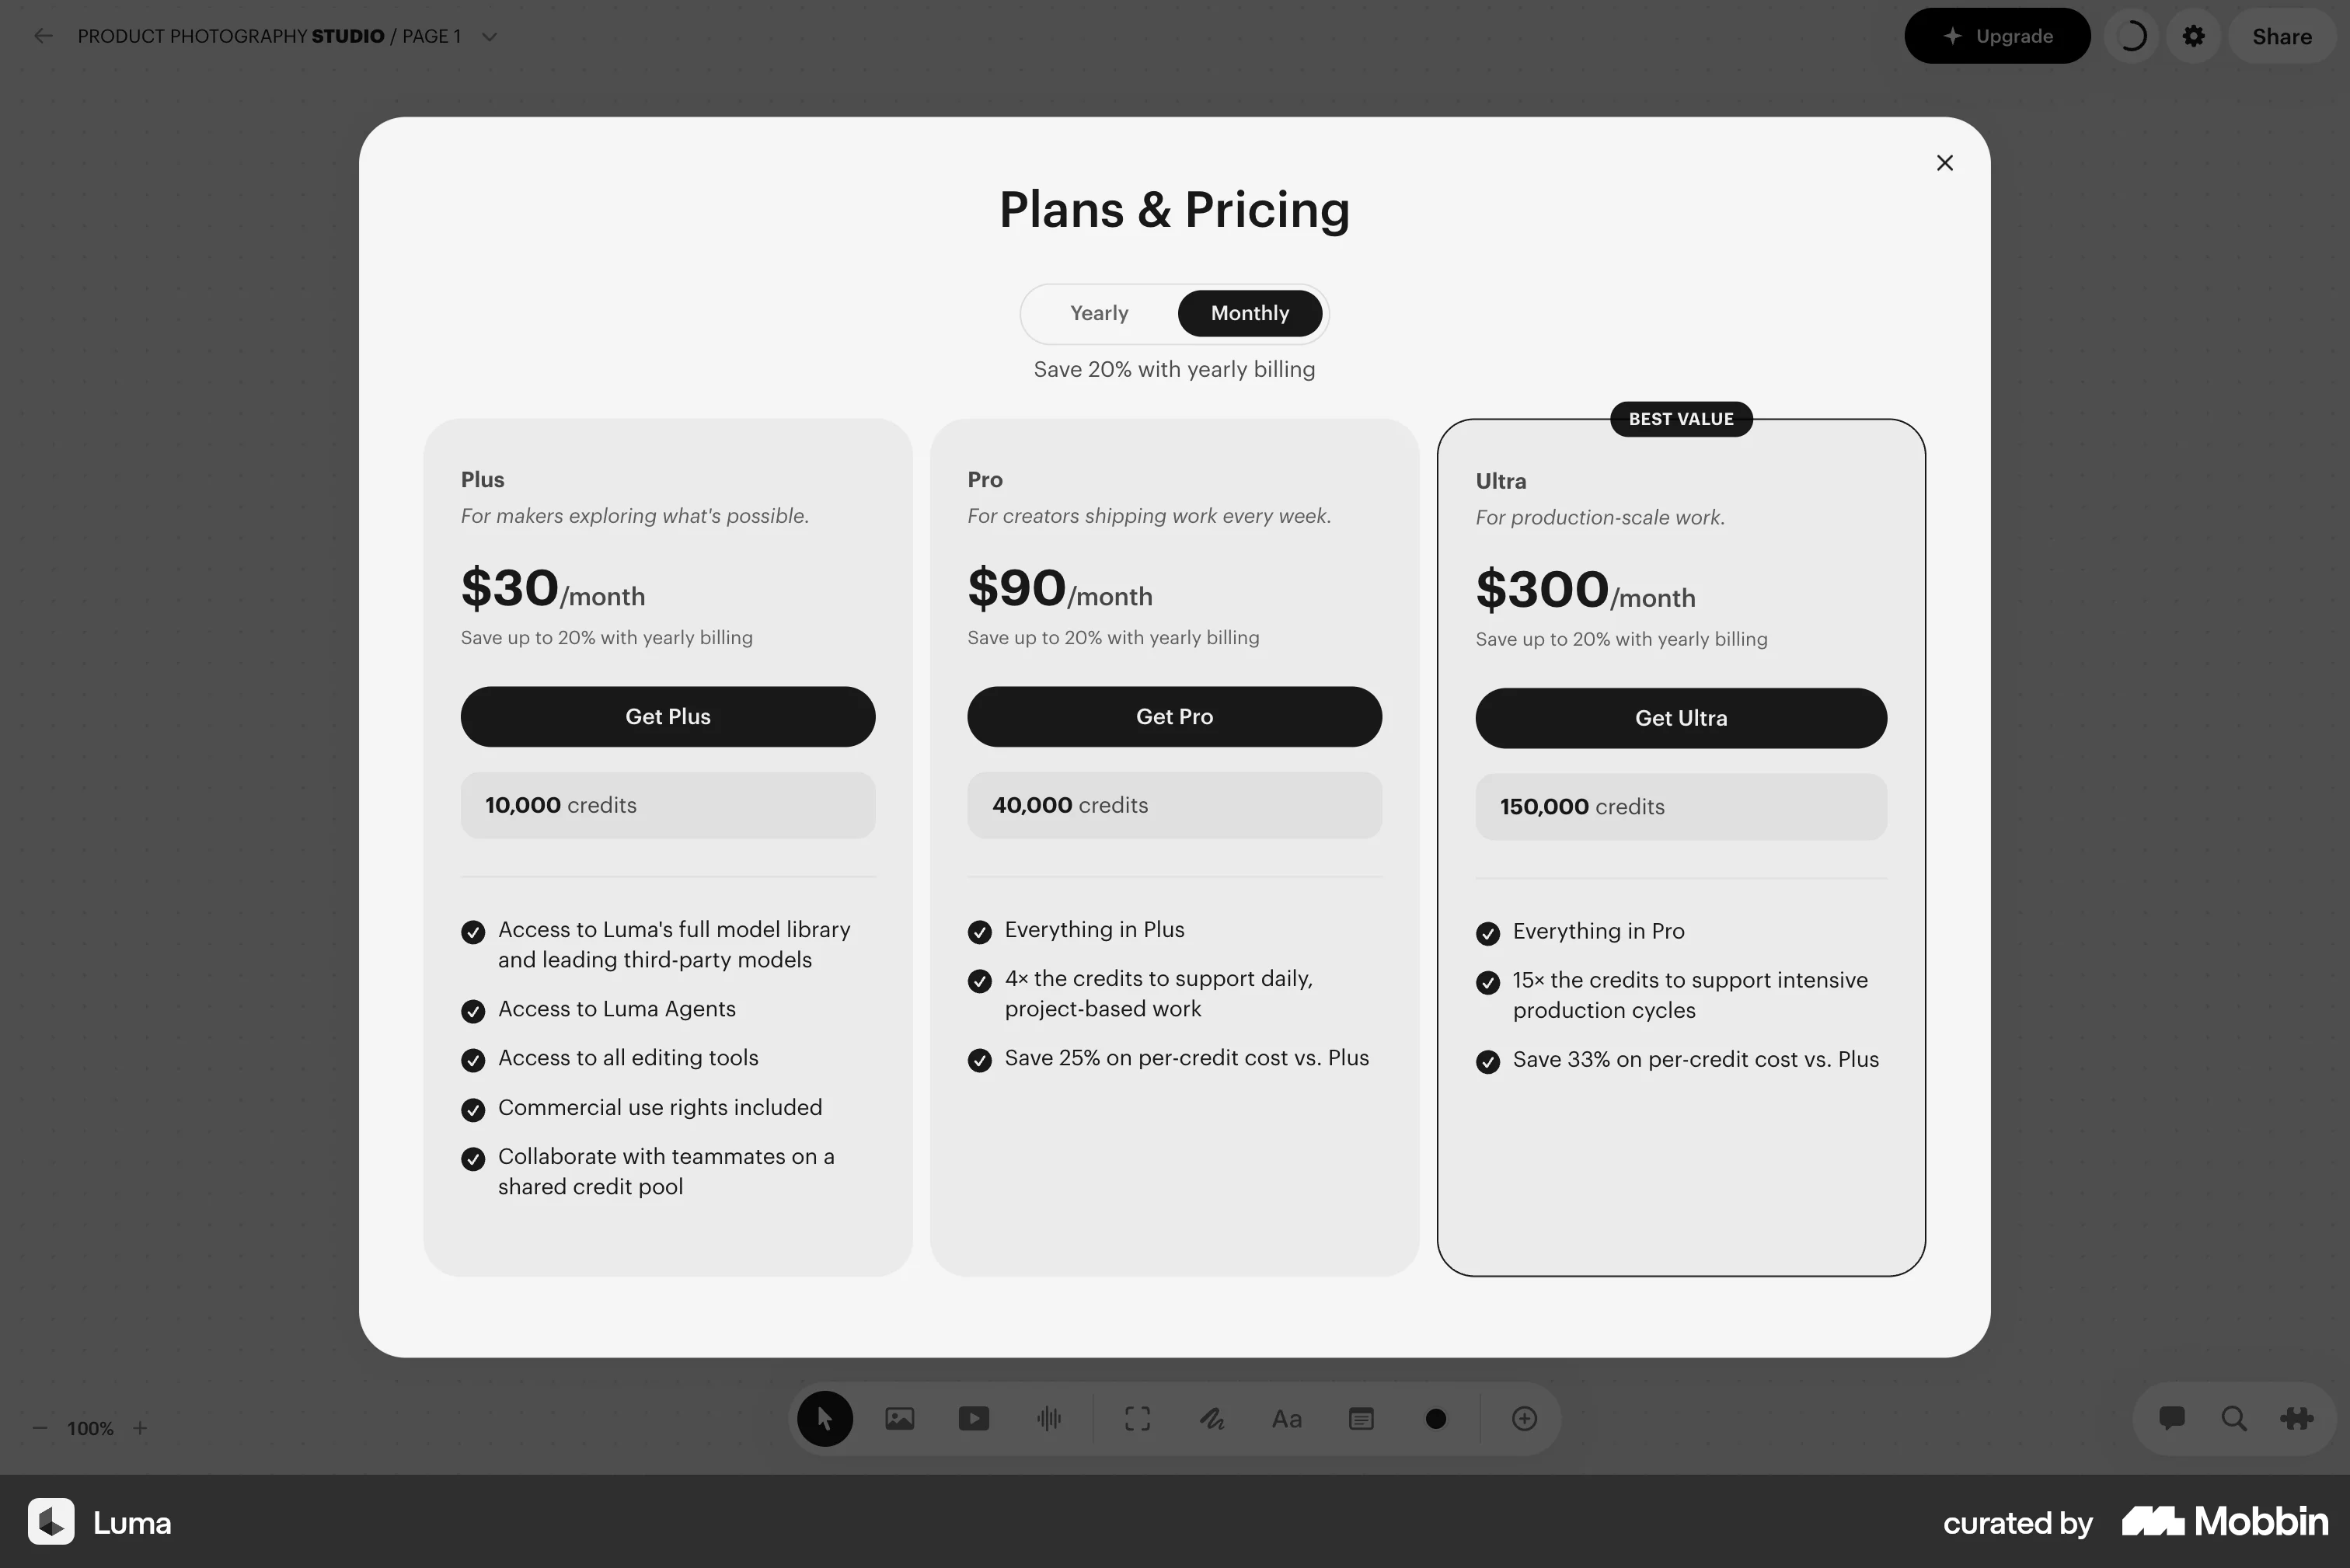 PRODUCT PHOTOGRAPHY STUDIO / PAGE 1
Upgrade
Share
Plans & Pricing
Yearly
Monthly
Save 20% with yearly billing
Plus
For makers exploring what's possible.
$30/month
Save up to 20% with yearly billing
Get Plus
10,000 credits
Access to Luma's full model library
and leading third-party models
Access to Luma Agents
Access to all editing tools
Commercial use rights included
Collaborate with teammates on a
shared credit pool
Pro
For creators shipping work every week.
$90/month
Save up to 20% with yearly billing
Get Pro
40,000 credits
Everything in Plus
4× the credits to support daily,
project-based work
Save 25% on per-credit cost vs. Plus
BEST VALUE
Ultra
For production-scale work.
$300/month
Save up to 20% with yearly billing
Get Ultra
150,000 credits
Everything in Pro
15× the credits to support intensive
production cycles
Save 33% on per-credit cost vs. Plus
100%
Aa
Luma
curated by Mobbin